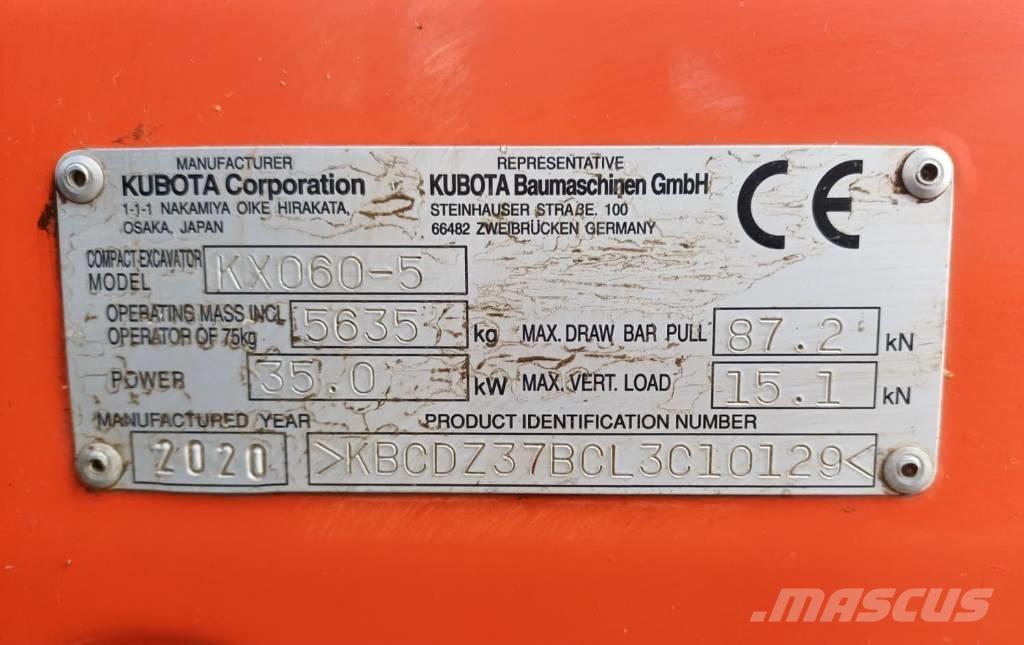 MANUFACTURER
KUBOTA Corporation
1-1-1 NAKAMIYA OIKE HIRAKATA,
OSAKA, JAPAN
REPRESENTATIVE
KUBOTA Baumaschinen GmbH
STEINHAUSER STRAßE. 100
66482 ZWEIBRÜCKEN GERMANY
CE
COMPACT EXCAVATOR
MODEL KX060-5
OPERATING MASS INCL
OPERATOR OF 75kg 5635 kg
MAX. DRAW BAR PULL 87.2 kN
POWER 35.0 kW
MAX. VERT. LOAD 15.1 kN
MANUFACTURED YEAR
2020
PRODUCT IDENTIFICATION NUMBER
>KBCDZ37BCL3C10129<
MASCUS